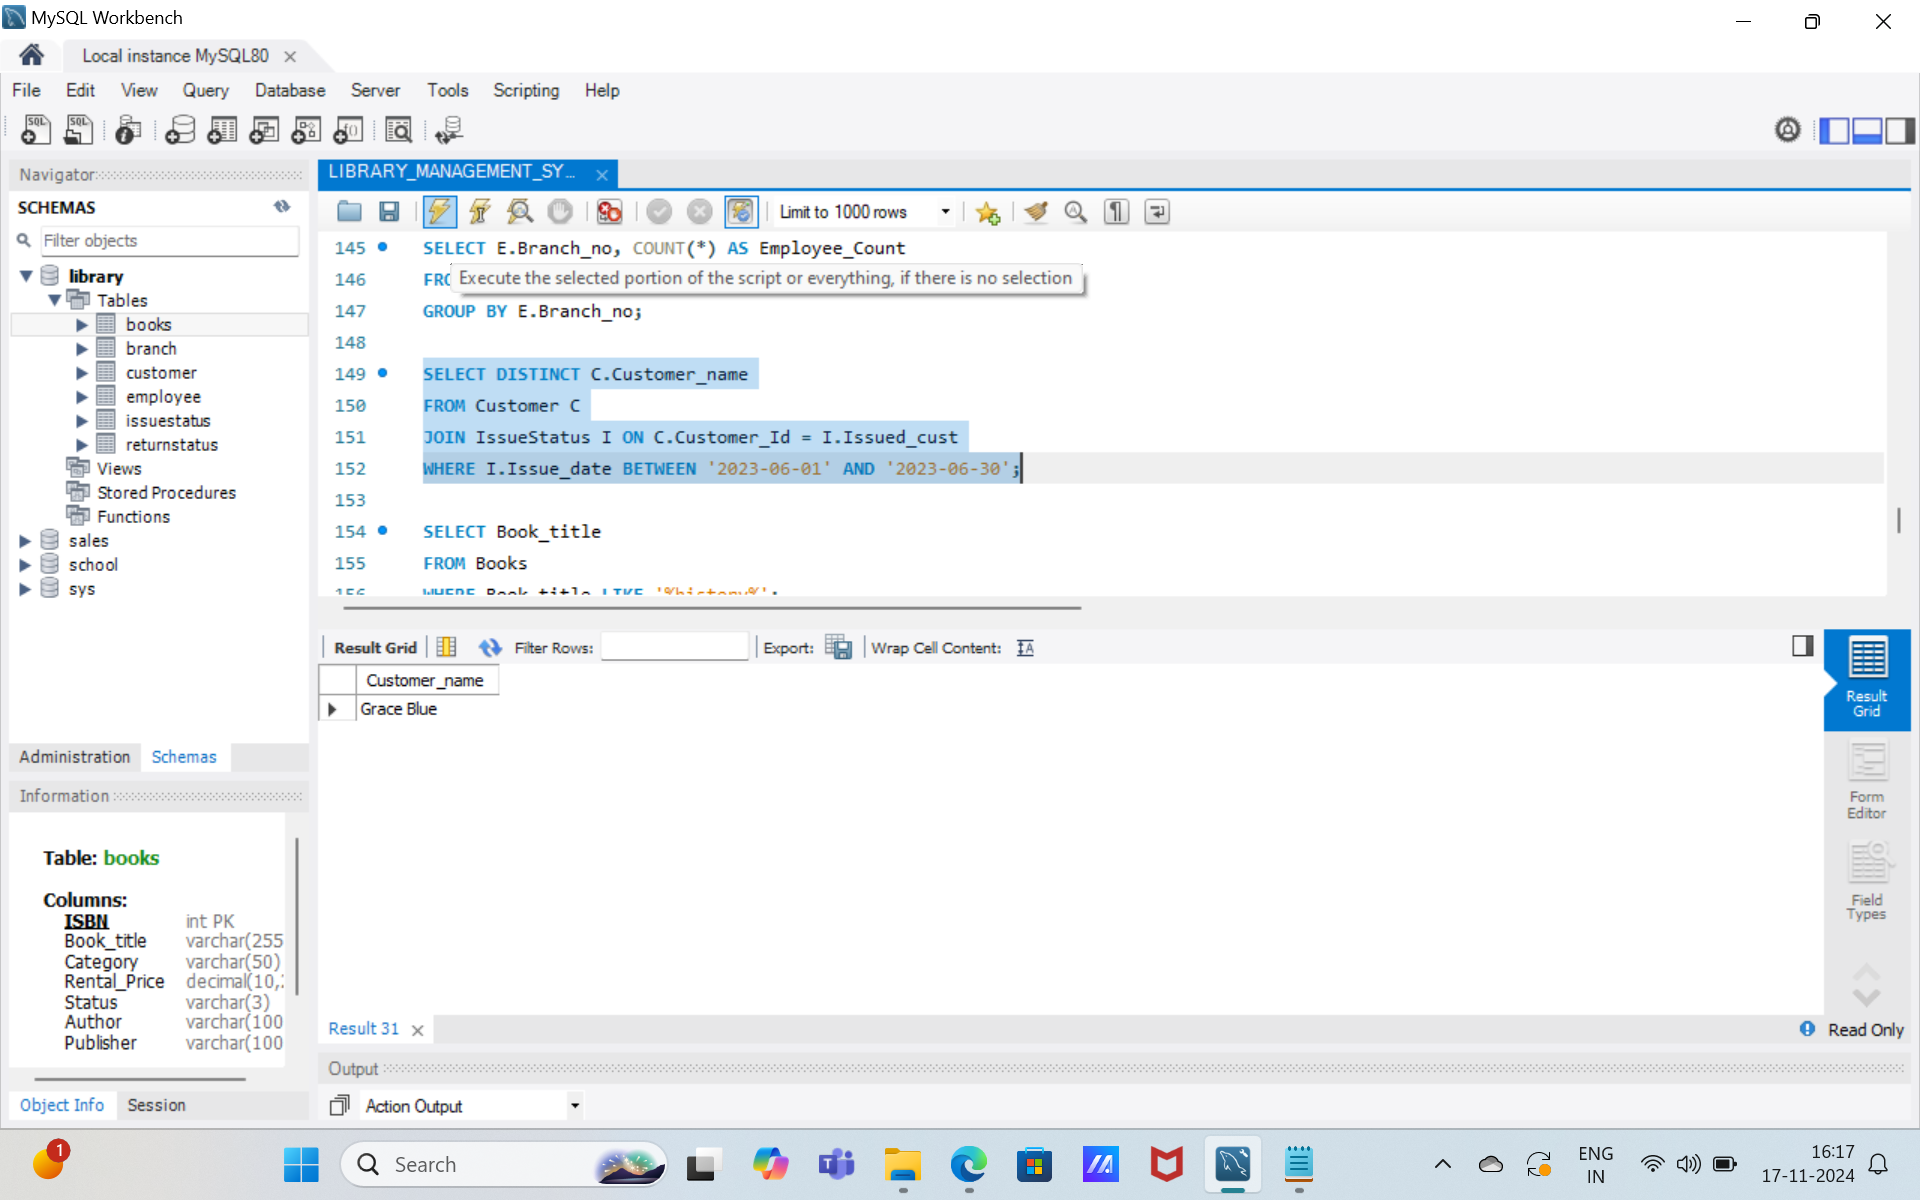 MySQL Workbench
Local instance MySQL80
File Edit View Query Database Server Tools Scripting Help
Navigator
SCHEMAS
Filter objects
library
Tables
books
branch
customer
employee
issuestatus
returnstatus
Views
Stored Procedures
Functions
sales
school
sys
Administration Schemas
Information
Table: books
Columns:
ISBN int PK
Book_title varchar(255
Category varchar(50)
Rental_Price decimal(10,
Status varchar(3)
Author varchar(100
Publisher varchar(100
Object Info Session
LIBRARY_MANAGEMENT_SY...
Limit to 1000 rows
145 SELECT E.Branch_no, COUNT(*) AS Employee_Count
146 FRO
Execute the selected portion of the script or everything, if there is no selection
147 GROUP BY E.Branch_no;
148
149 SELECT DISTINCT C.Customer_name
150 FROM Customer C
151 JOIN IssueStatus I ON C.Customer_Id = I.Issued_cust
152 WHERE I.Issue_date BETWEEN '2023-06-01' AND '2023-06-30';
153
154 SELECT Book_title
155 FROM Books
156 WHERE Book_title LIKE '%history%';
Result Grid Filter Rows: Export: Wrap Cell Content:
Customer_name
Grace Blue
Result Grid
Form Editor
Field Types
Result 31
Read Only
Output
Action Output
1
Search
ENG
IN
16:17
17-11-2024